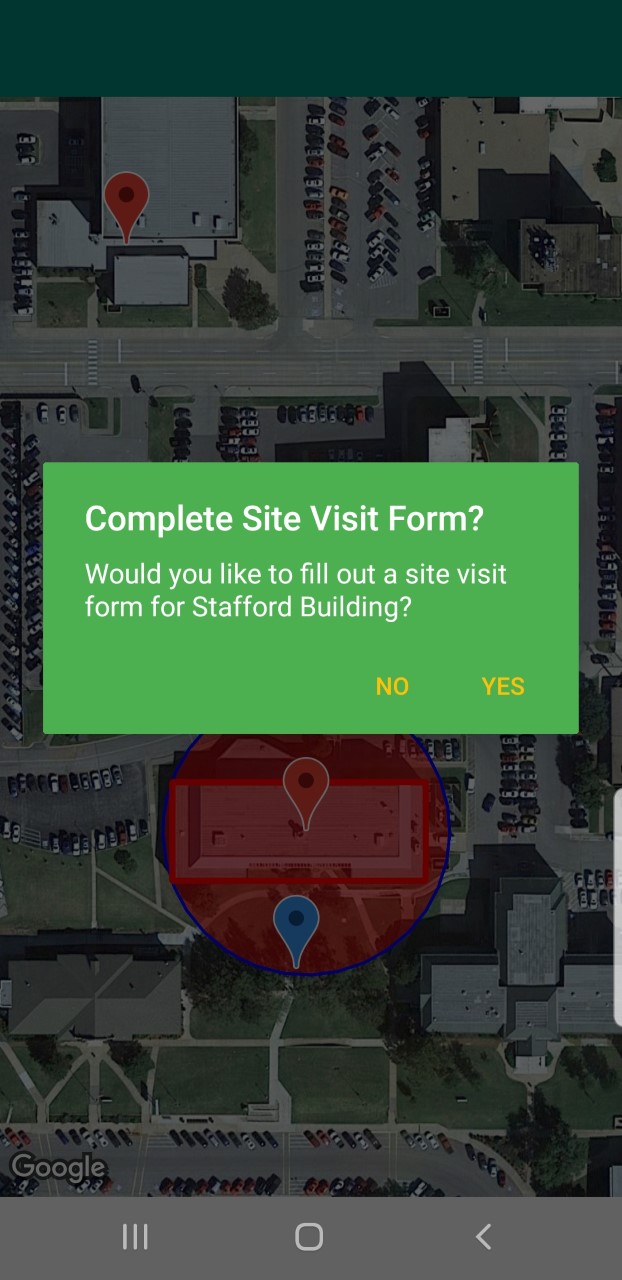 Complete Site Visit Form?
Would you like to fill out a site visit
form for Stafford Building?
NO YES
Google